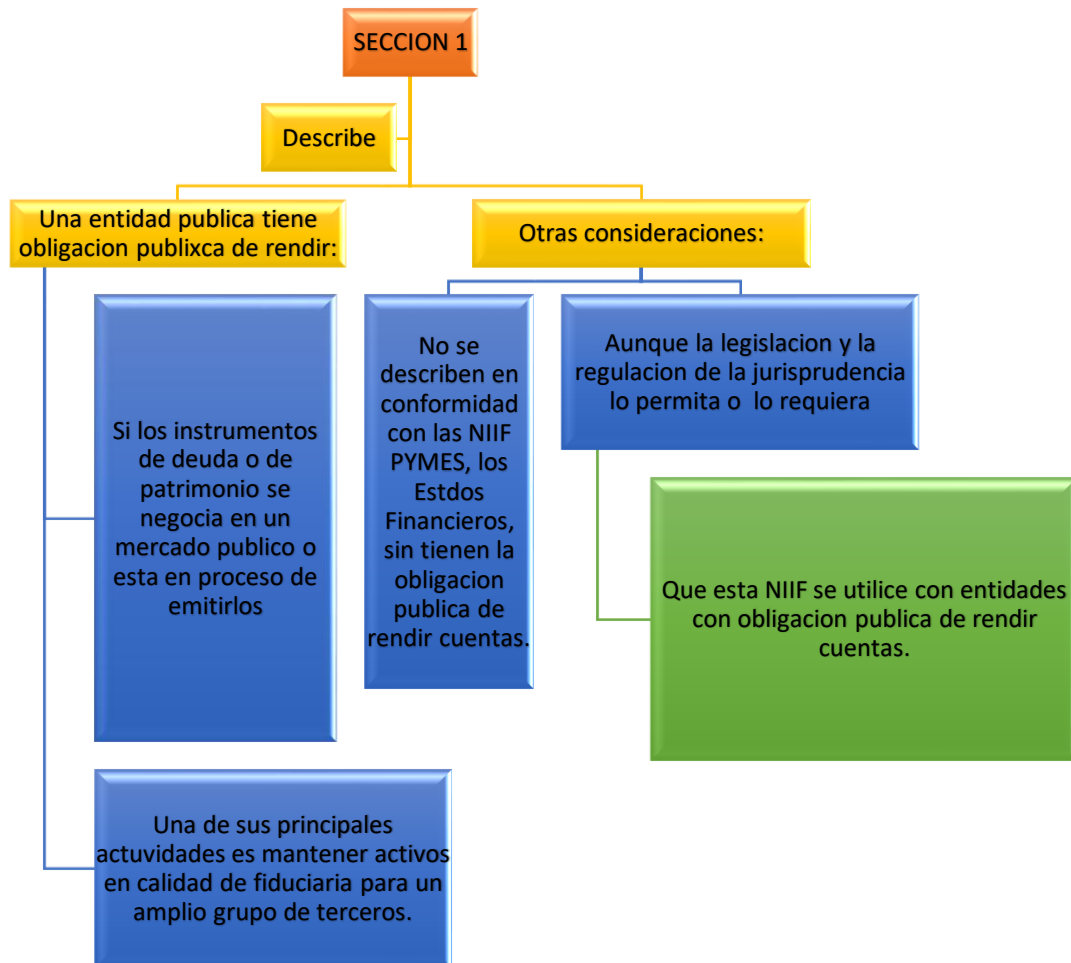 SECCION 1
Describe
Una entidad publica tiene
obligacion publixca de rendir:
Si los instrumentos
de deuda o de
patrimonio se
negocia en un
mercado publico o
esta en proceso de
emitirlos
Una de sus principales
actuvidades es mantener activos
en calidad de fiduciaria para un
amplio grupo de terceros.
Otras consideraciones:
No se
describen en
conformidad
con las NIIF
PYMES, los
Estdos
Financieros,
sin tienen la
obligacion
publica de
rendir cuentas.
Aunque la legislacion y la
regulacion de la jurisprudencia
lo permita o  lo requiera
Que esta NIIF se utilice con entidades
con obligacion publica de rendir
cuentas.